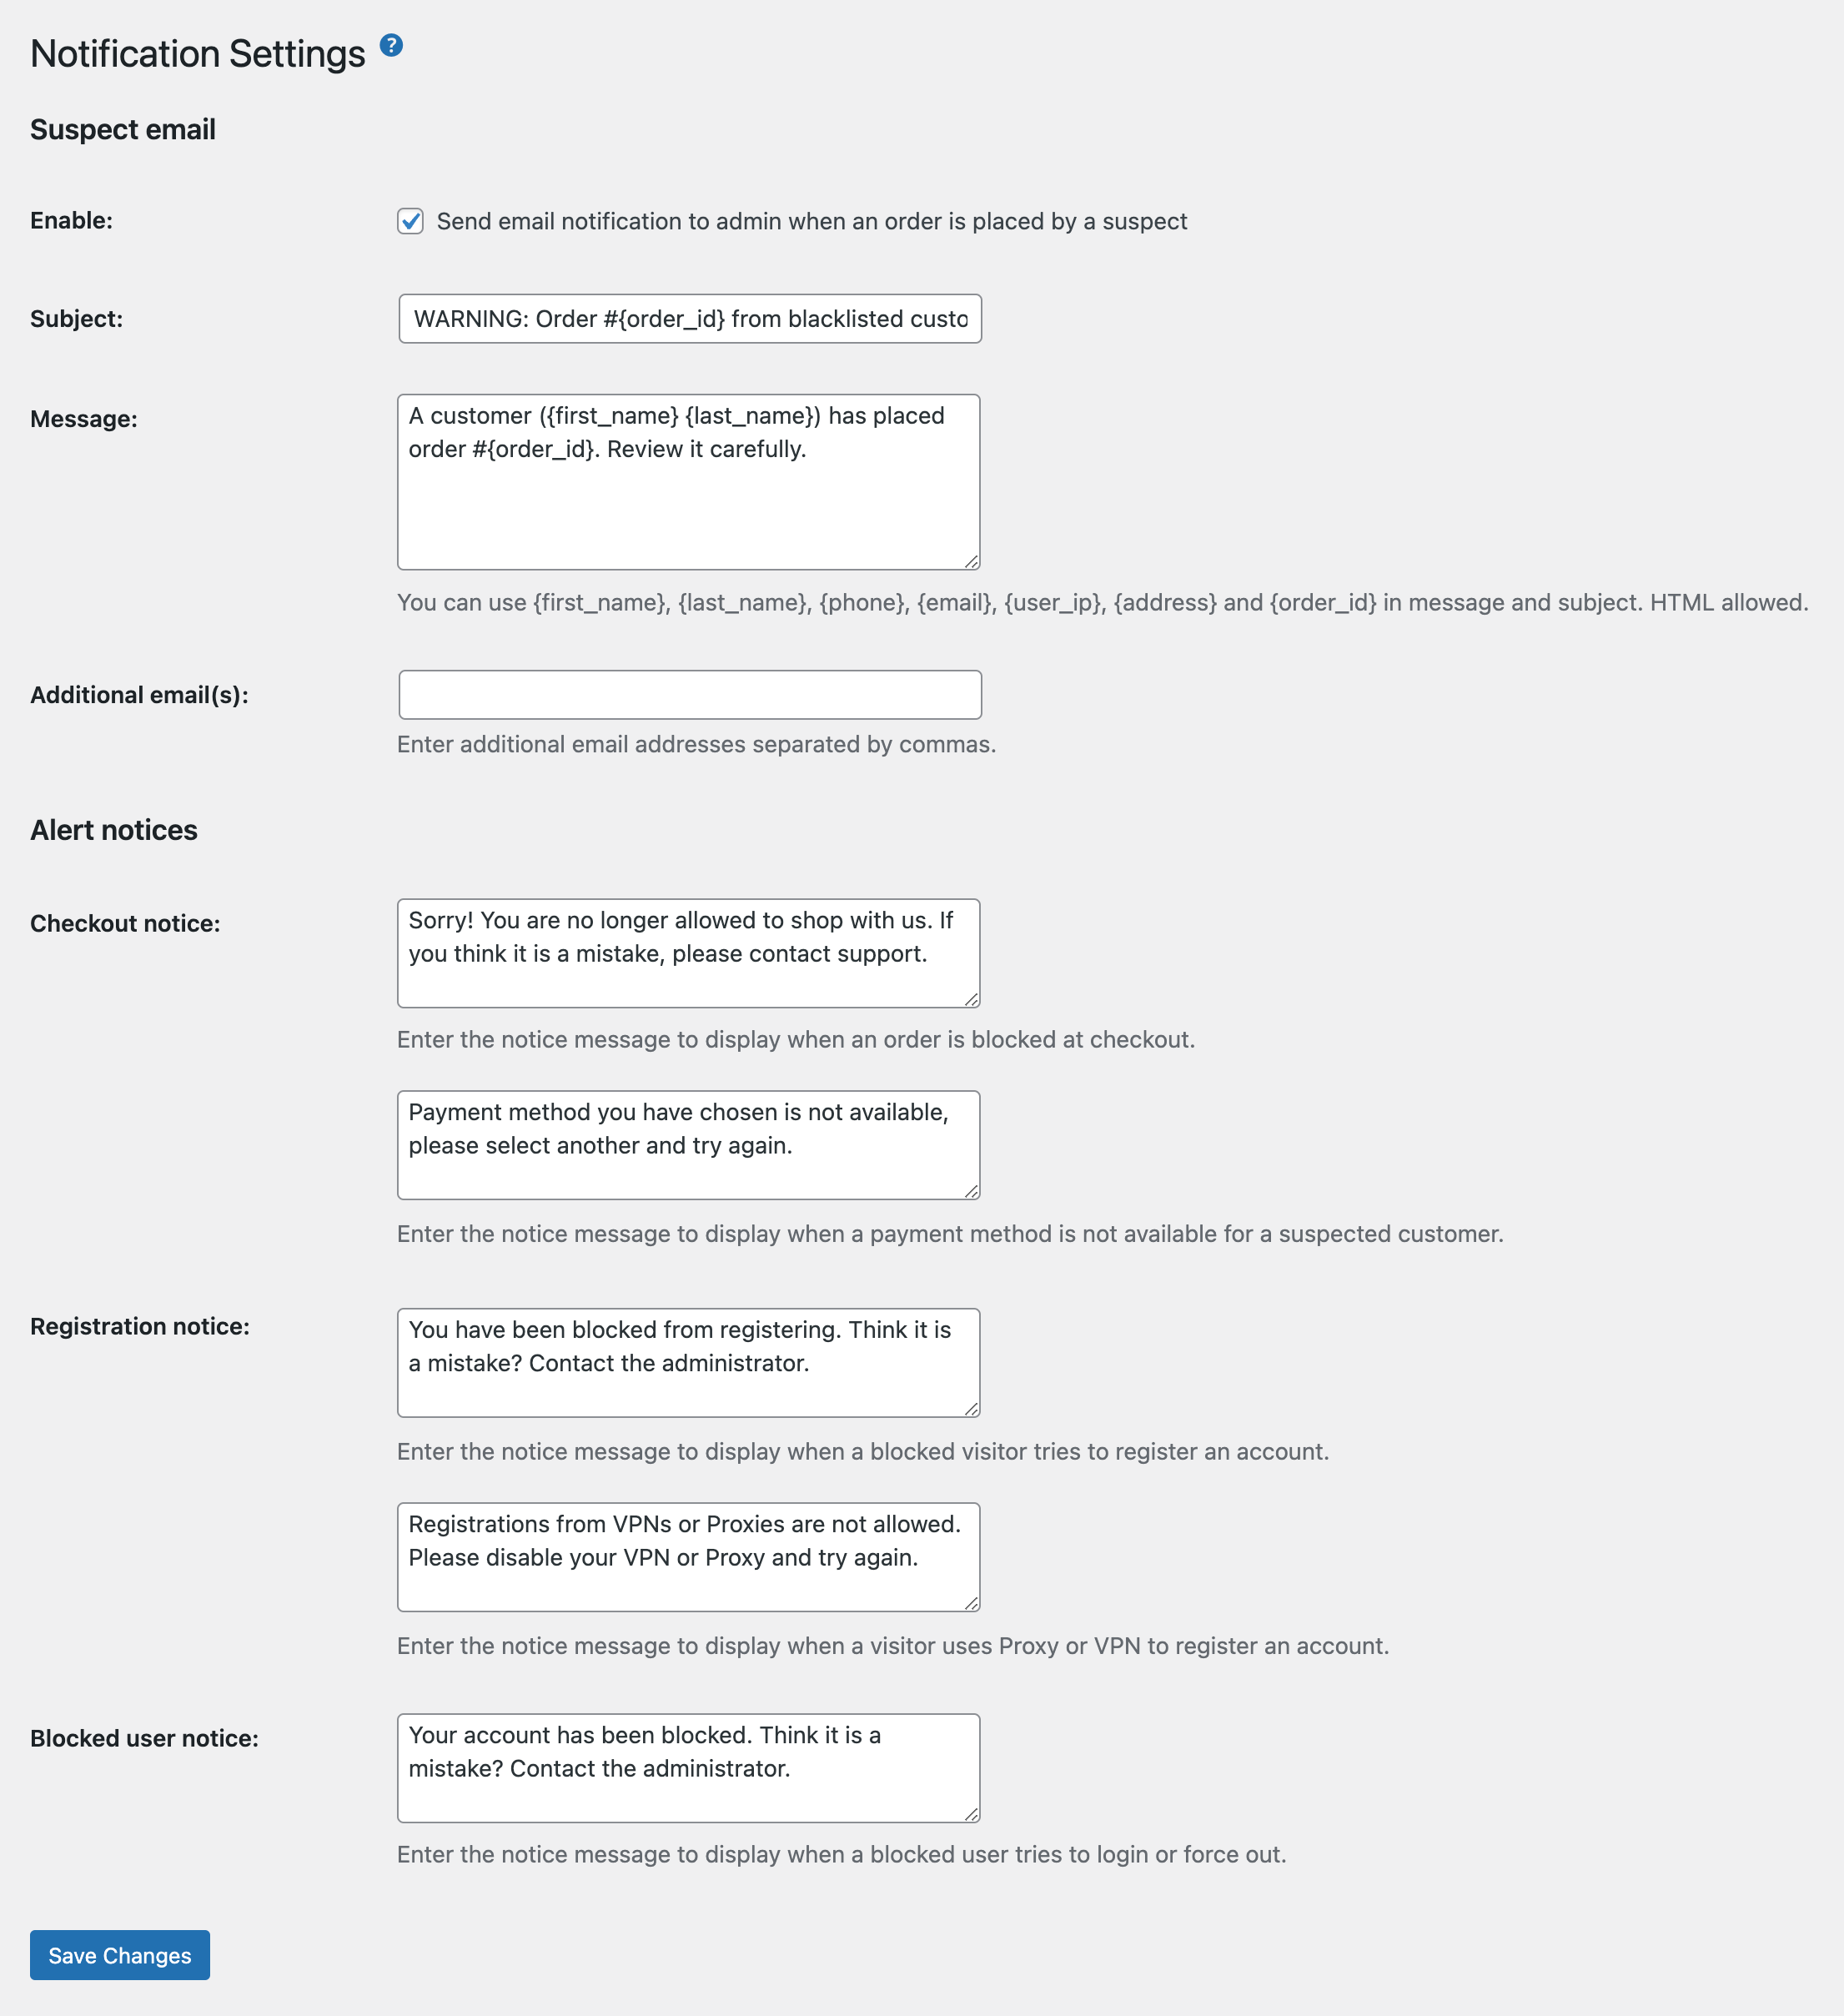 Notification Settings ?
Suspect email
Enable:
Send email notification to admin when an order is placed by a suspect
Subject:
WARNING: Order #{order_id} from blacklisted custo
Message:
A customer ({first_name} {last_name}) has placed
order #{order_id}. Review it carefully.
You can use {first_name}, {last_name}, {phone}, {email}, {user_ip}, {address} and {order_id} in message and subject. HTML allowed.
Additional email(s):
Enter additional email addresses separated by commas.
Alert notices
Checkout notice:
Sorry! You are no longer allowed to shop with us. If
you think it is a mistake, please contact support.
Enter the notice message to display when an order is blocked at checkout.
Payment method you have chosen is not available,
please select another and try again.
Enter the notice message to display when a payment method is not available for a suspected customer.
Registration notice:
You have been blocked from registering. Think it is
a mistake? Contact the administrator.
Enter the notice message to display when a blocked visitor tries to register an account.
Registrations from VPNs or Proxies are not allowed.
Please disable your VPN or Proxy and try again.
Enter the notice message to display when a visitor uses Proxy or VPN to register an account.
Blocked user notice:
Your account has been blocked. Think it is a
mistake? Contact the administrator.
Enter the notice message to display when a blocked user tries to login or force out.
Save Changes